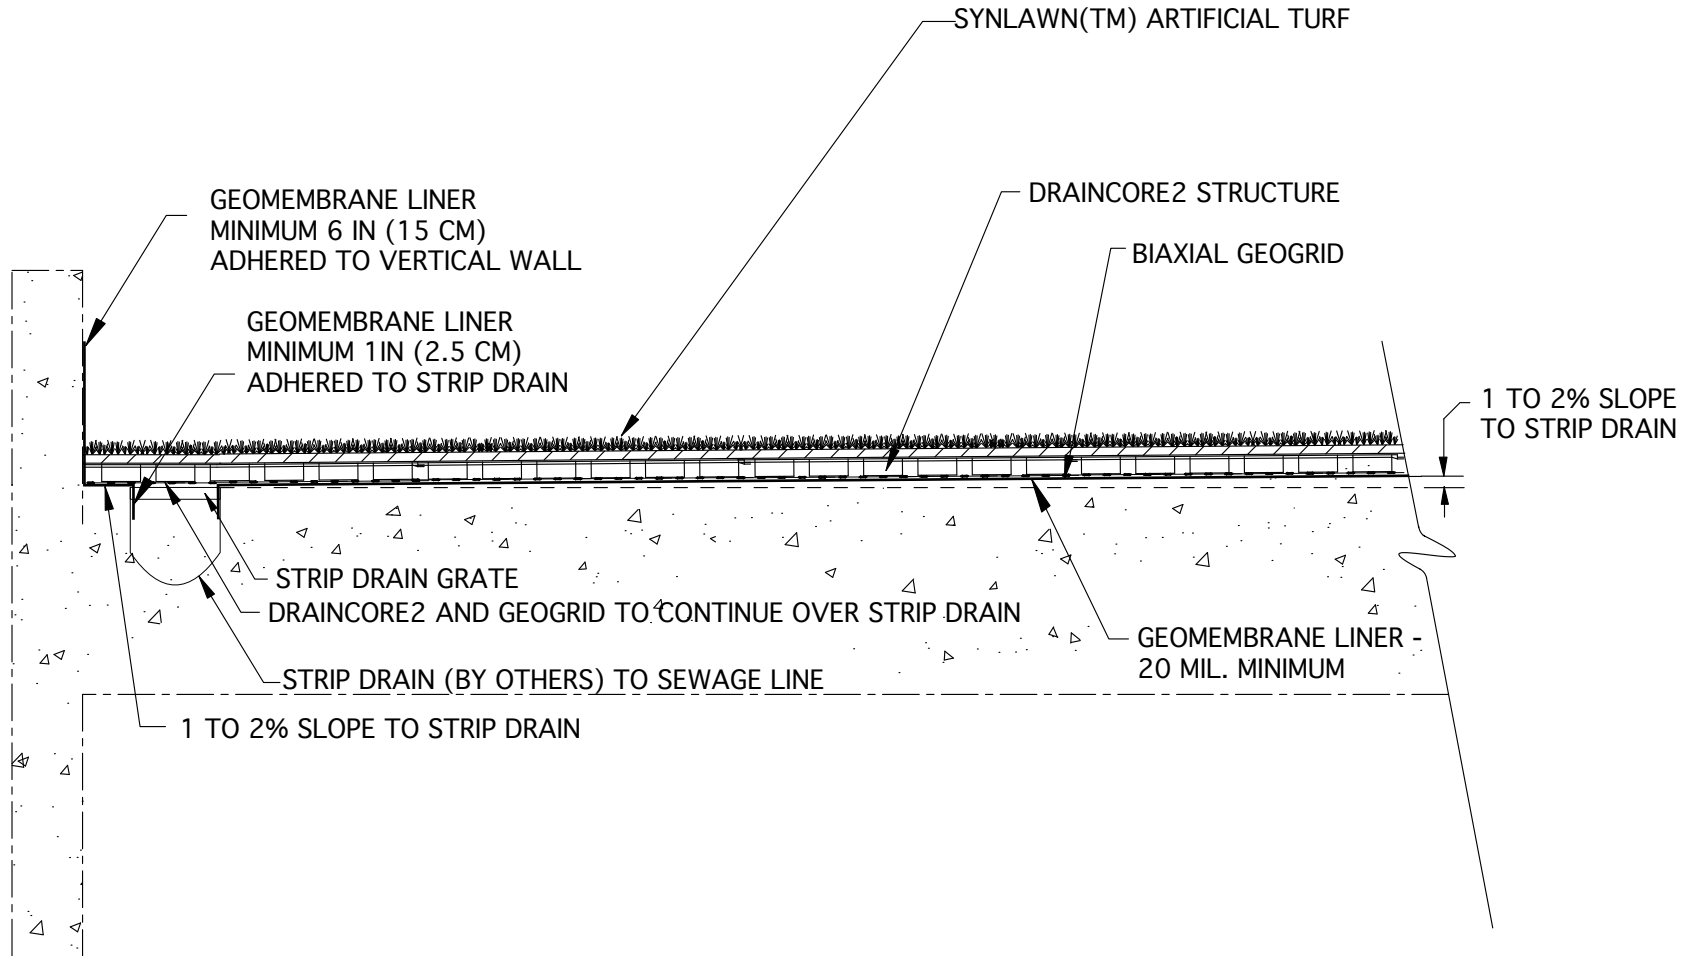 SYNLAWN(TM) ARTIFICIAL TURF
GEOMEMBRANE LINER
MINIMUM 6 IN (15 CM)
ADHERED TO VERTICAL WALL
DRAINCORE2 STRUCTURE
BIAXIAL GEOGRID
GEOMEMBRANE LINER
MINIMUM 1IN (2.5 CM)
ADHERED TO STRIP DRAIN
1 TO 2% SLOPE
TO STRIP DRAIN
STRIP DRAIN GRATE
DRAINCORE2 AND GEOGRID TO CONTINUE OVER STRIP DRAIN
GEOMEMBRANE LINER -
20 MIL. MINIMUM
STRIP DRAIN (BY OTHERS) TO SEWAGE LINE
1 TO 2% SLOPE TO STRIP DRAIN